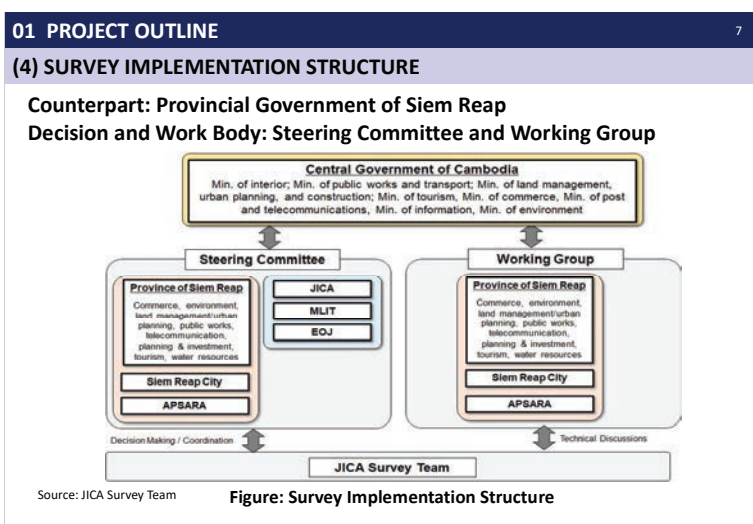 01 PROJECT OUTLINE
7
(4) SURVEY IMPLEMENTATION STRUCTURE
Counterpart: Provincial Government of Siem Reap
Decision and Work Body: Steering Committee and Working Group
Central Government of Cambodia
Min. of interior; Min. of public works and transport; Min. of land management,
urban planning, and construction; Min. of tourism, Min. of commerce, Min. of post
and telecommunications, Min. of information, Min. of environment
Steering Committee
Province of Siem Reap
Commerce, environment,
land management/urban
planning, public works,
telecommunication,
planning & investment,
tourism, water resources
Siem Reap City
APSARA
JICA
MLIT
EOJ
Working Group
Province of Siem Reap
Commerce, environment,
land management/urban
planning, public works,
telecommunication,
planning & investment,
tourism, water resources
Siem Reap City
APSARA
Decision Making / Coordination
Technical Discussions
JICA Survey Team
Source: JICA Survey Team
Figure: Survey Implementation Structure